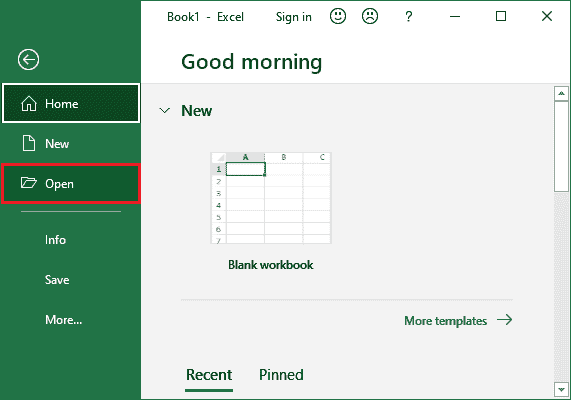 Book1 - Excel Sign in ?
Good morning
Home
New
Open
Info
Save
More...
New
A B C
1
2
3
4
5
6
7
Blank workbook
More templates
Recent Pinned